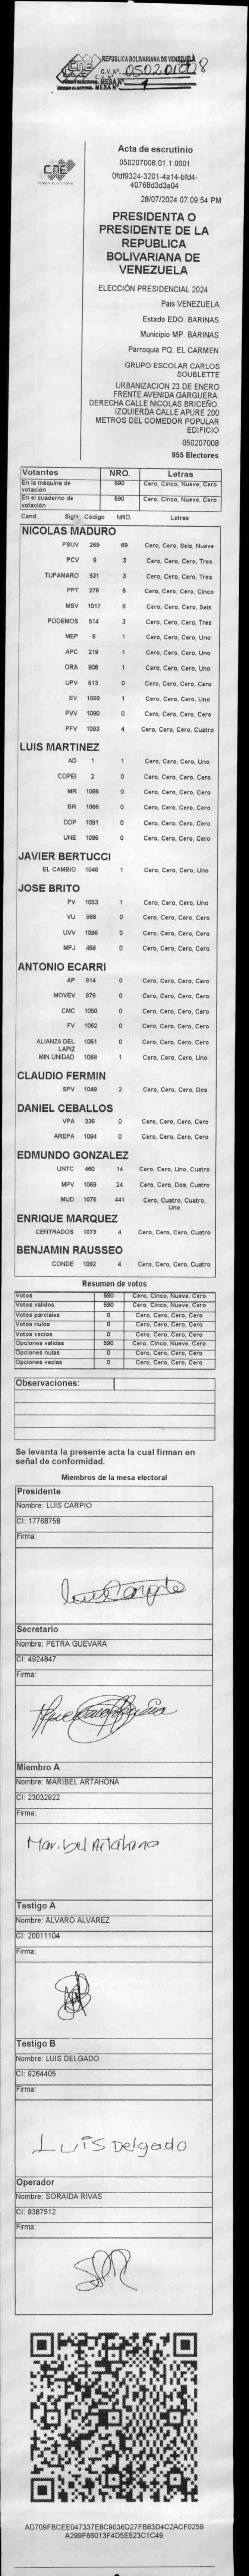 CNE
REPÚBLICA BOLIVARIANA DE VENEZUELA
C.V. Nº 050207008
MESA Nº 1
CNE
Acta de escrutinio
050207008.01.1.0001
0fdf9324-3201-4a14-bfd4-
40768d3d3a04
28/07/2024 07:09:54 PM
PRESIDENTA O
PRESIDENTE DE LA
REPUBLICA
BOLIVARIANA DE
VENEZUELA
ELECCIÓN PRESIDENCIAL 2024
Pais VENEZUELA
Estado EDO. BARINAS
Municipio MP. BARINAS
Parroquia PQ. EL CARMEN
GRUPO ESCOLAR CARLOS
SOUBLETTE
URBANIZACION 23 DE ENERO
FRENTE AVENIDA GARGUERA.
DERECHA CALLE NICOLAS BRICEÑO.
IZQUIERDA CALLE APURE 200
METROS DEL COMEDOR POPULAR
EDIFICIO
050207008
955 Electores
Votantes NRO. Letras
En la máquina de votación 590 Cero, Cinco, Nueve, Cero
En el cuaderno de votación 590 Cero, Cinco, Nueve, Cero
Cand. Sigla Código NRO. Letras
NICOLAS MADURO
PSUV 269 69 Cero, Cero, Seis, Nueve
PCV 9 3 Cero, Cero, Cero, Tres
TUPAMARO 931 3 Cero, Cero, Cero, Tres
PPT 276 5 Cero, Cero, Cero, Cinco
MSV 1017 6 Cero, Cero, Cero, Seis
PODEMOS 514 3 Cero, Cero, Cero, Tres
MEP 6 1 Cero, Cero, Cero, Uno
APC 219 1 Cero, Cero, Cero, Uno
ORA 906 1 Cero, Cero, Cero, Uno
UPV 513 0 Cero, Cero, Cero, Cero
EV 1089 1 Cero, Cero, Cero, Uno
PVV 1090 0 Cero, Cero, Cero, Cero
PFV 1093 4 Cero, Cero, Cero, Cuatro
LUIS MARTINEZ
AD 1 1 Cero, Cero, Cero, Uno
COPEI 2 0 Cero, Cero, Cero, Cero
MR 1065 0 Cero, Cero, Cero, Cero
BR 1066 0 Cero, Cero, Cero, Cero
DDP 1091 0 Cero, Cero, Cero, Cero
UNE 1095 0 Cero, Cero, Cero, Cero
JAVIER BERTUCCI
EL CAMBIO 1046 1 Cero, Cero, Cero, Uno
JOSE BRITO
PV 1053 1 Cero, Cero, Cero, Uno
VU 989 0 Cero, Cero, Cero, Cero
UVV 1096 0 Cero, Cero, Cero, Cero
MPJ 458 0 Cero, Cero, Cero, Cero
ANTONIO ECARRI
AP 914 0 Cero, Cero, Cero, Cero
MOVEV 979 0 Cero, Cero, Cero, Cero
CMC 1050 0 Cero, Cero, Cero, Cero
FV 1062 0 Cero, Cero, Cero, Cero
ALIANZA DEL LAPIZ 1051 0 Cero, Cero, Cero, Cero
MIN UNIDAD 1088 1 Cero, Cero, Cero, Uno
CLAUDIO FERMIN
SPV 1049 2 Cero, Cero, Cero, Dos
DANIEL CEBALLOS
VPA 236 0 Cero, Cero, Cero, Cero
AREPA 1094 0 Cero, Cero, Cero, Cero
EDMUNDO GONZALEZ
UNTC 460 14 Cero, Cero, Uno, Cuatro
MPV 1069 24 Cero, Cero, Dos, Cuatro
MUD 1075 441 Cero, Cuatro, Cuatro,
Uno
ENRIQUE MARQUEZ
CENTRADOS 1073 4 Cero, Cero, Cero, Cuatro
BENJAMIN RAUSSEO
CONDE 1092 4 Cero, Cero, Cero, Cuatro
Resumen de votos
Votos 590 Cero, Cinco, Nueve, Cero
Votos validos 590 Cero, Cinco, Nueve, Cero
Votos parciales 0 Cero, Cero, Cero, Cero
Votos nulos 0 Cero, Cero, Cero, Cero
Votos vacios 0 Cero, Cero, Cero, Cero
Opciones validas 590 Cero, Cinco, Nueve, Cero
Opciones nulas 0 Cero, Cero, Cero, Cero
Opciones vacias 0 Cero, Cero, Cero, Cero
Observaciones:
Se levanta la presente acta la cual firman en
señal de conformidad.
Miembros de la mesa electoral
Presidente
Nombre: LUIS CARPIO
CI: 17768758
Firma:
Secretario
Nombre: PETRA GUEVARA
CI: 4924847
Firma:
Miembro A
Nombre: MARIBEL ARTAHONA
CI: 23032922
Firma:
Maribel Artahona
Testigo A
Nombre: ALVARO ALVAREZ
CI: 20011104
Firma:
Testigo B
Nombre: LUIS DELGADO
CI: 9264405
Firma:
Luis Delgado
Operador
Nombre: SORAIDA RIVAS
CI: 9387512
Firma:
AD709FBCEE047337E8C9036D27FB83D4C2ACF0259
A299F66013F4D5E523C1C49